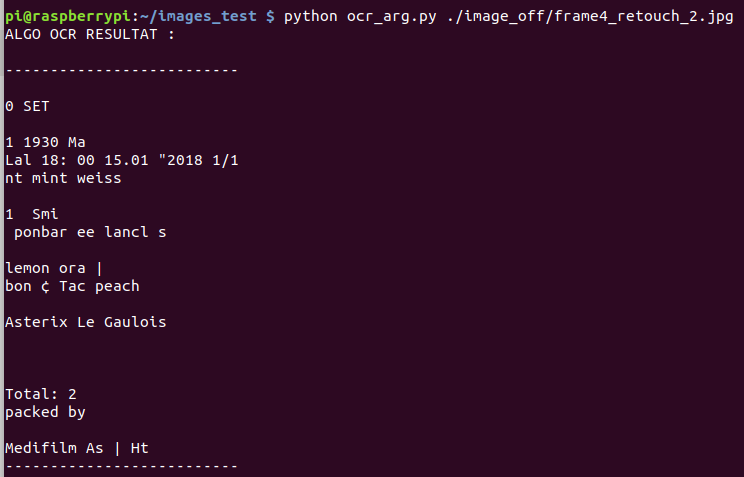 pi@raspberrypi:~/images_test $ python ocr_arg.py ./image_off/frame4_retouch_2.jpg
ALGO OCR RESULTAT :
--------------------------
0 SET
1 1930 Ma
Lal 18: 00 15.01 "2018 1/1
nt mint weiss
1  Smi
 ponbar ee lancl s
lemon ora |
bon ¢ Tac peach
Asterix Le Gaulois
Total: 2
packed by
Medifilm As | Ht
--------------------------